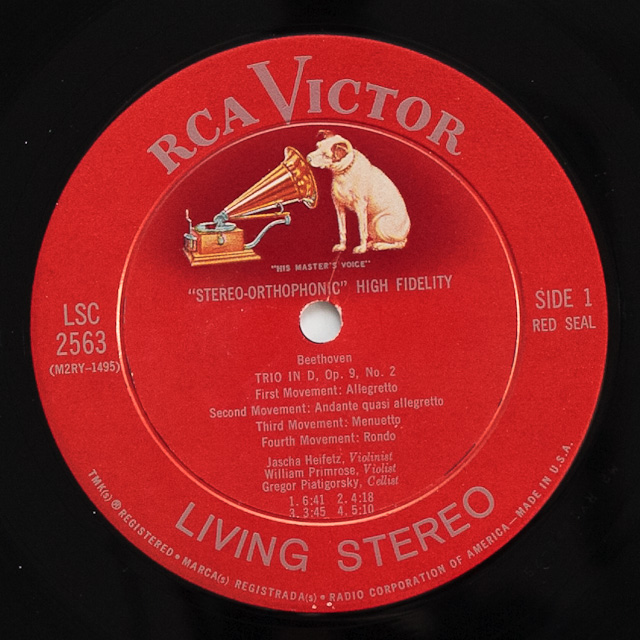 RCA VICTOR
"HIS MASTER'S VOICE"
"STEREO-ORTHOPHONIC" HIGH FIDELITY
LSC
2563
(M2RY-1495)
SIDE 1
RED SEAL
Beethoven
TRIO IN D, Op. 9, No. 2
First Movement: Allegretto
Second Movement: Andante quasi allegretto
Third Movement: Menuetto
Fourth Movement: Rondo
Jascha Heifetz, Violinist
William Primrose, Violist
Gregor Piatigorsky, Cellist
1. 6:41 2. 4:18
3. 3:45 4. 5:10
LIVING STEREO
TMK(s) ® REGISTERED • MARCA(s) REGISTRADA(s) • RADIO CORPORATION OF AMERICA—MADE IN U.S.A.